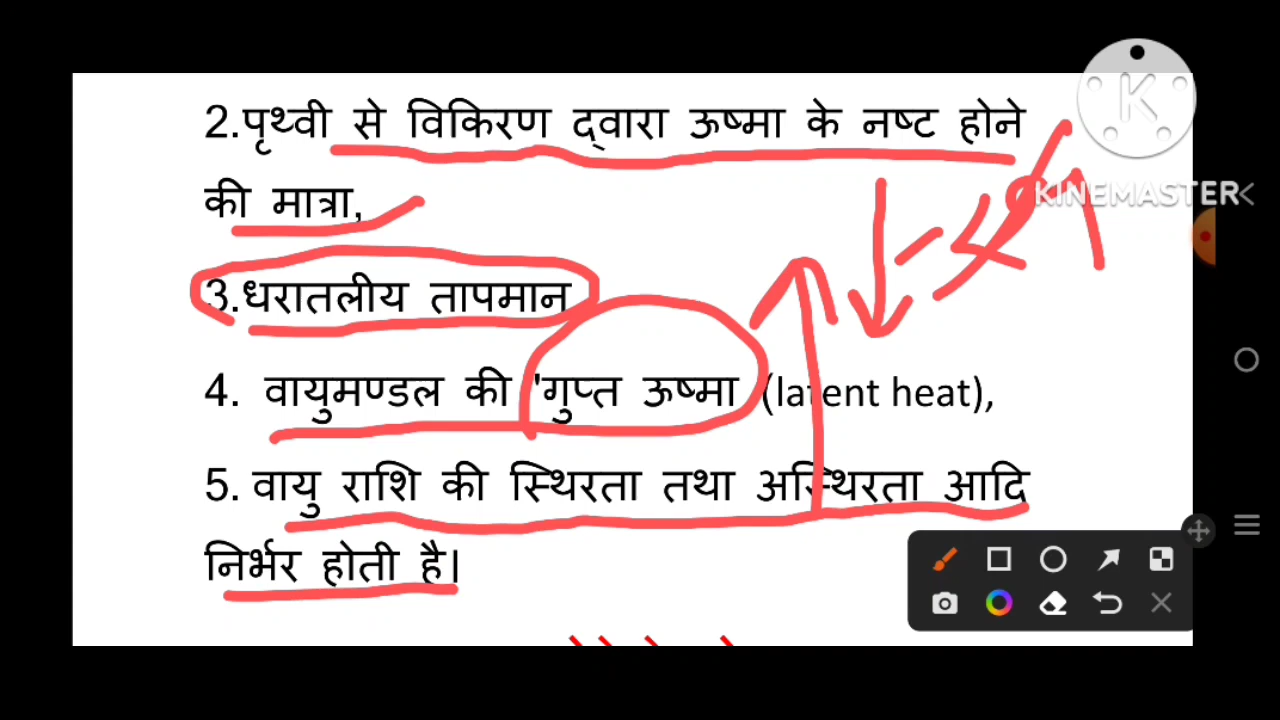 2.पृथ्वी से विकिरण द्वारा ऊष्मा के नष्ट होने
की मात्रा,
3.धरातलीय तापमान
4. वायुमण्डल की 'गुप्त ऊष्मा (latent heat),
5. वायु राशि की स्थिरता तथा अस्थिरता आदि
निर्भर होती है।
KINEMASTER